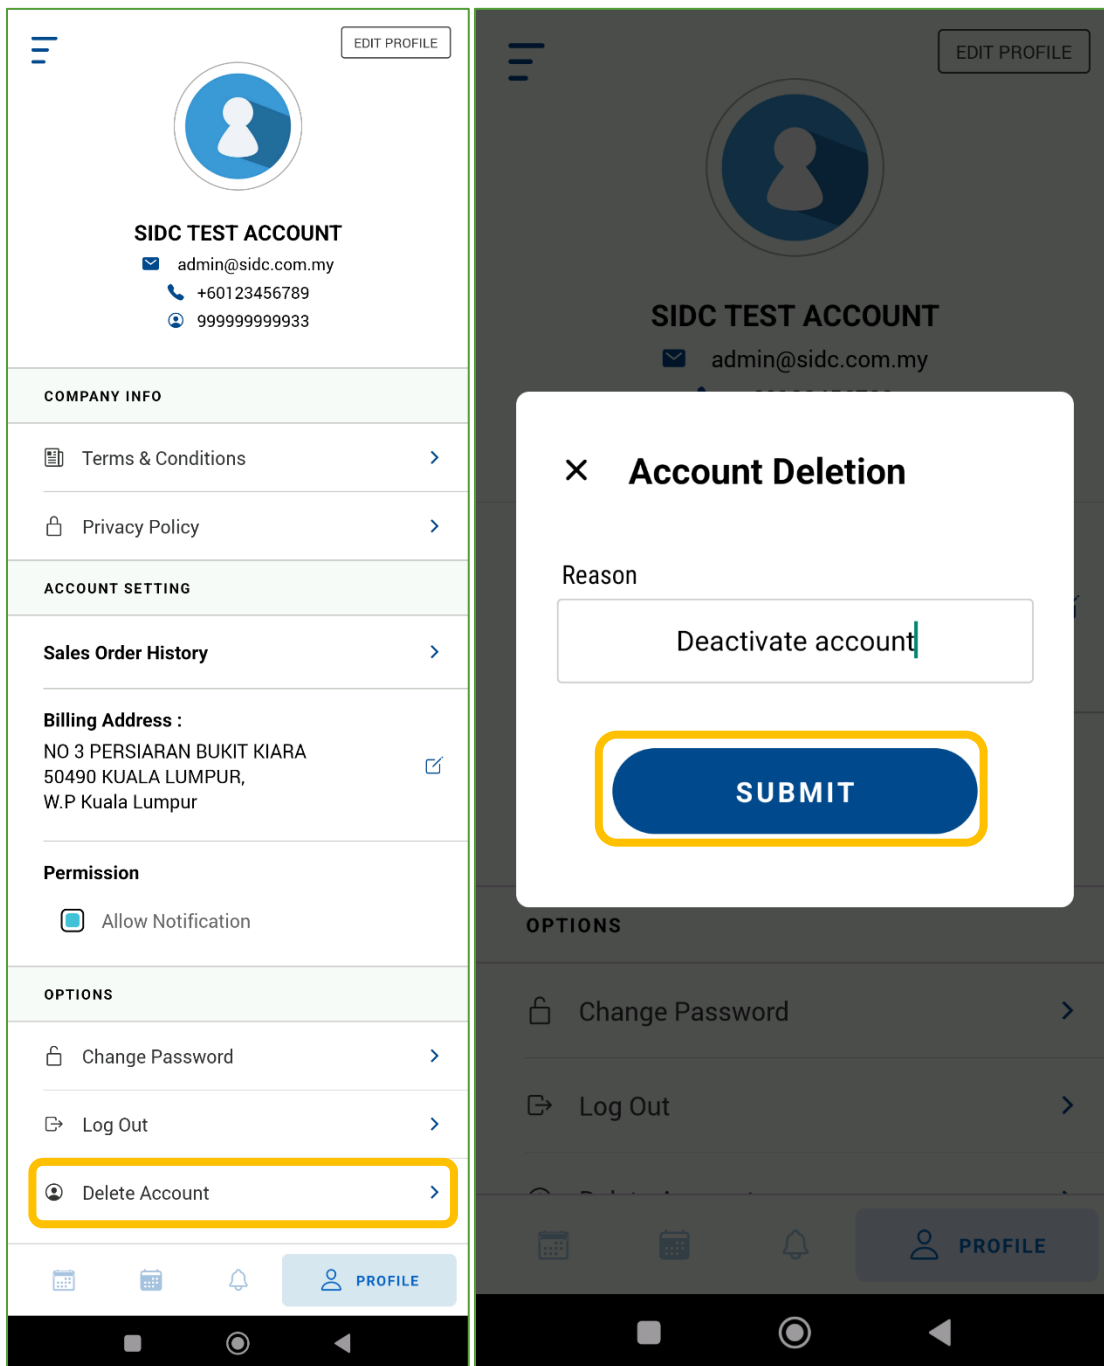 EDIT PROFILE
SIDC TEST ACCOUNT
admin@sidc.com.my
+60123456789
999999999933
COMPANY INFO
Terms & Conditions
Privacy Policy
ACCOUNT SETTING
Sales Order History
Billing Address :
NO 3 PERSIARAN BUKIT KIARA
50490 KUALA LUMPUR,
W.P Kuala Lumpur
Permission
Allow Notification
OPTIONS
Change Password
Log Out
Delete Account
PROFILE
EDIT PROFILE
SIDC TEST ACCOUNT
admin@sidc.com.my
Account Deletion
Reason
Deactivate account
SUBMIT
OPTIONS
Change Password
Log Out
PROFILE